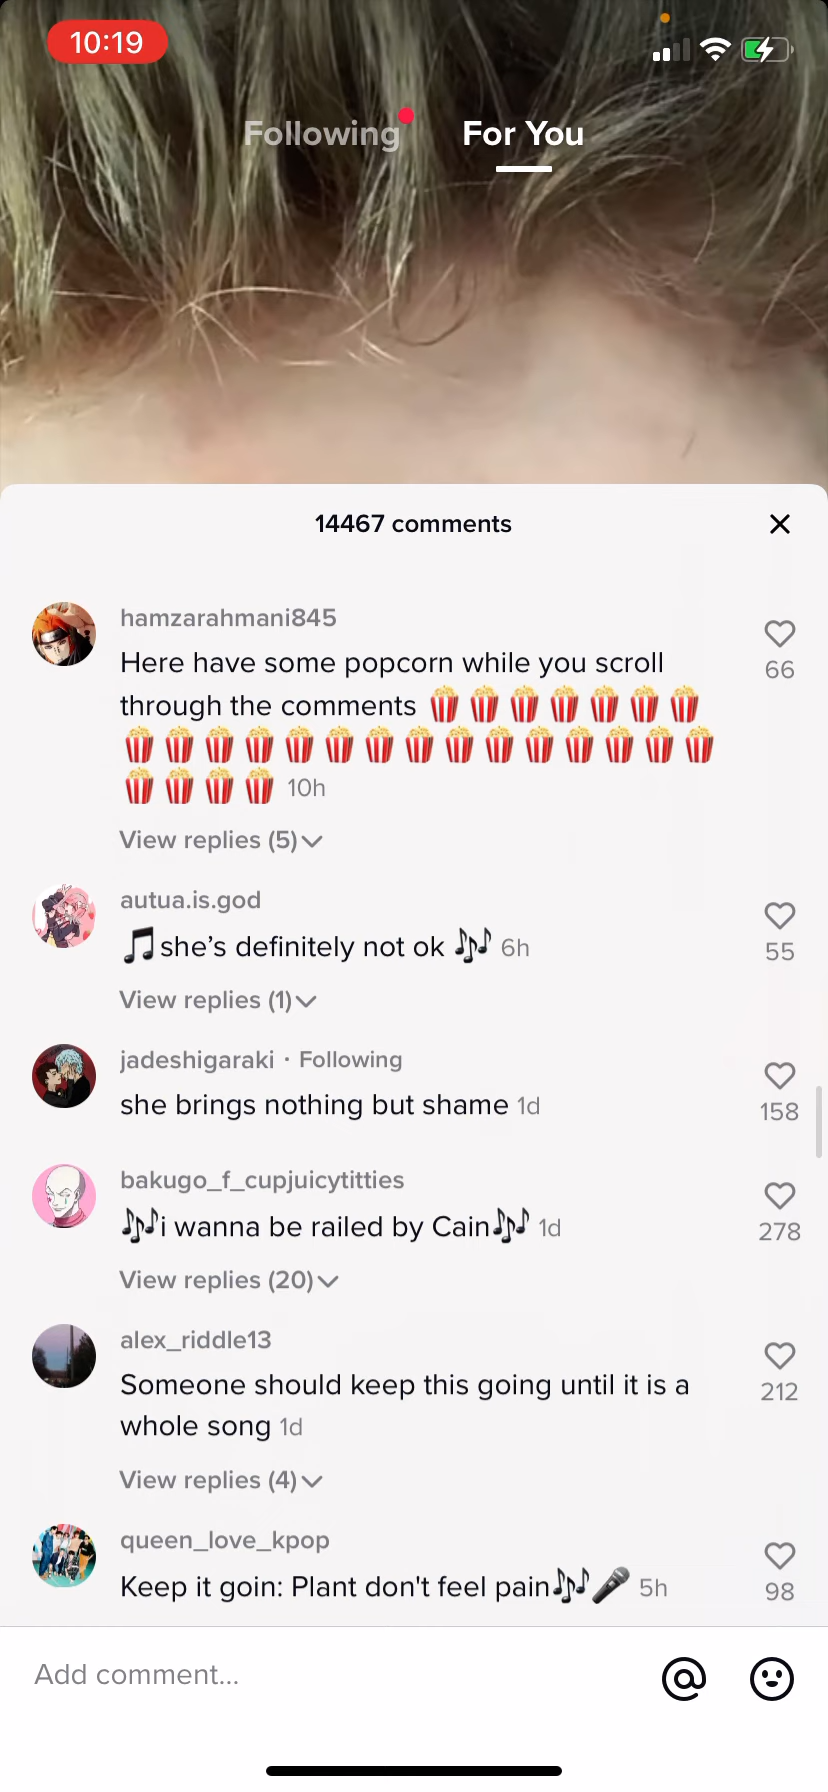 10:19
Following
For You
14467 comments
hamzarahmani845
Here have some popcorn while you scroll
through the comments 🍿🍿🍿🍿🍿🍿🍿
🍿🍿🍿🍿🍿🍿🍿🍿🍿🍿🍿🍿🍿🍿🍿
🍿🍿🍿🍿 10h
66
View replies (5)
autua.is.god
🎵she’s definitely not ok 🎶 6h
55
View replies (1)
jadeshigaraki · Following
she brings nothing but shame 1d
158
bakugo_f_cupjuicytitties
🎶i wanna be railed by Cain🎶 1d
278
View replies (20)
alex_riddle13
Someone should keep this going until it is a
whole song 1d
212
View replies (4)
queen_love_kpop
Keep it goin: Plant don't feel pain🎶🎤 5h
98
Add comment...